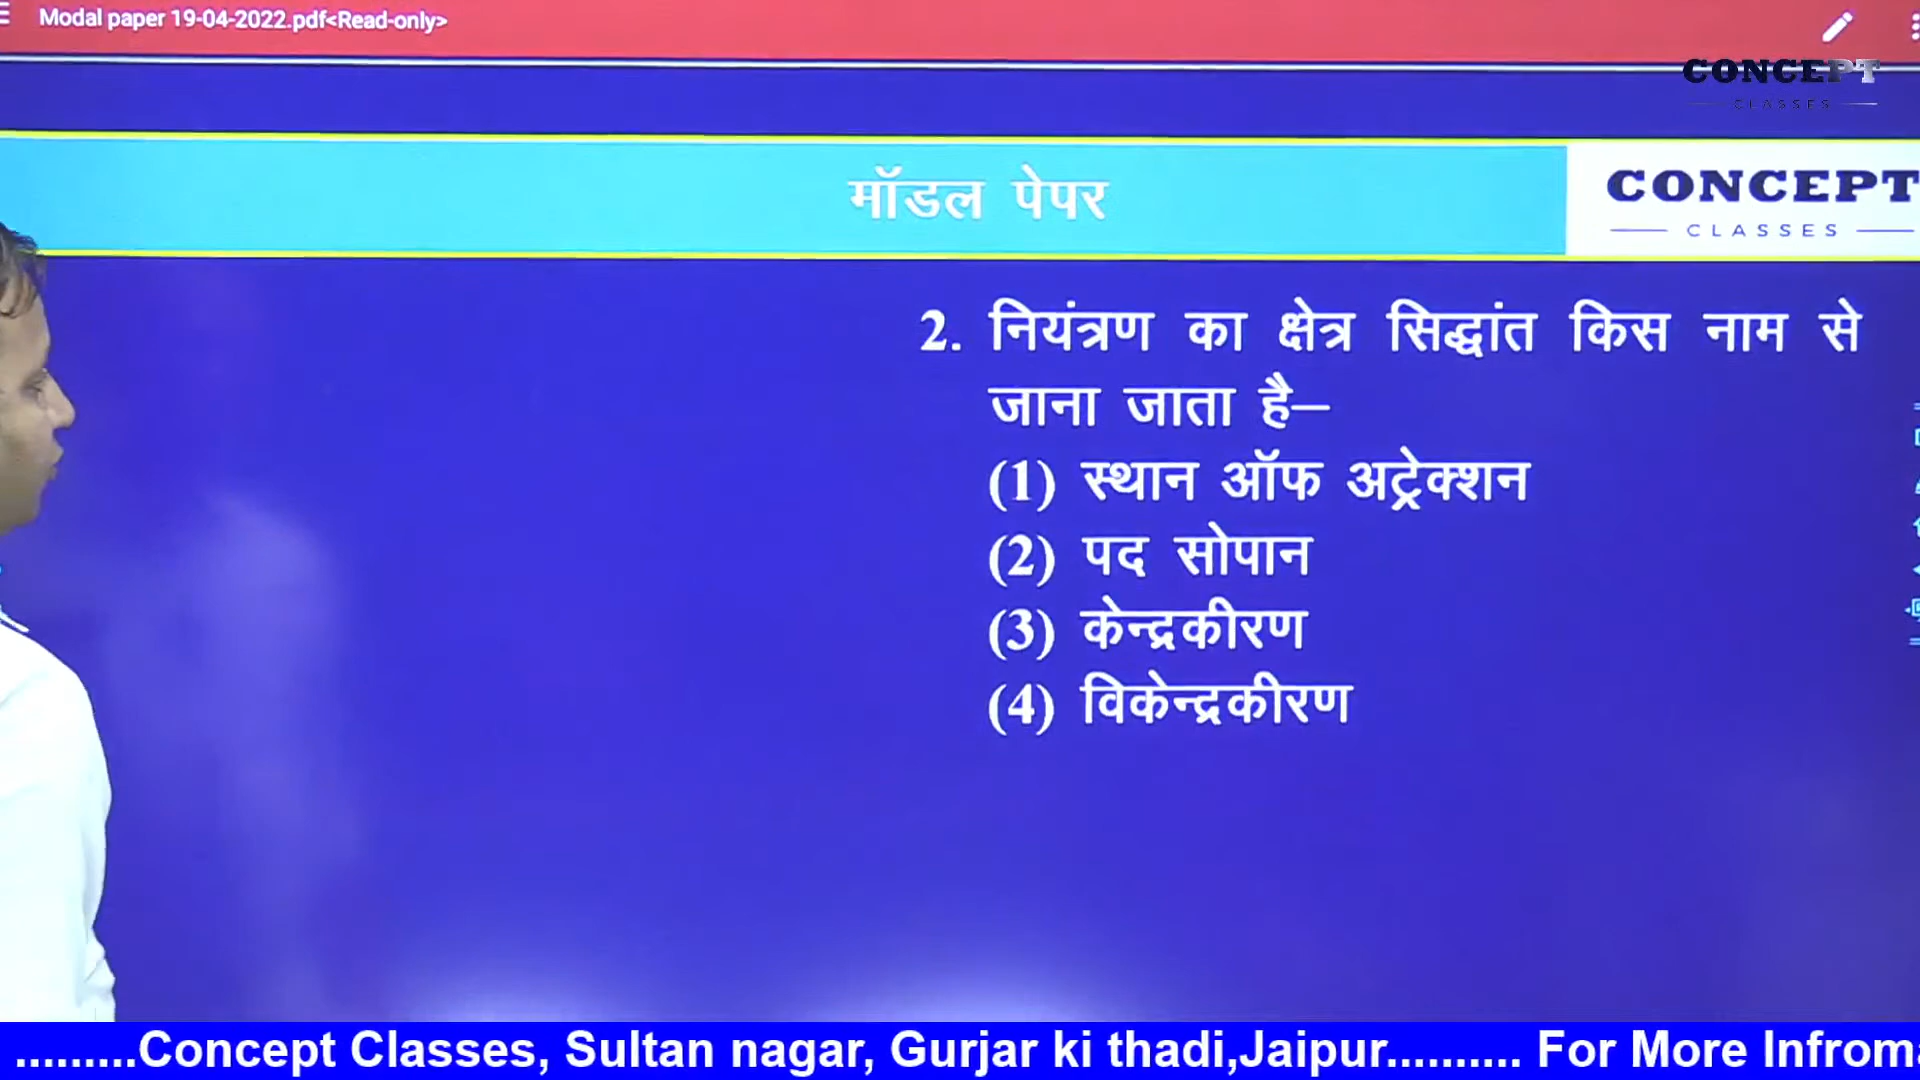 Modal paper 19-04-2022.pdf<Read-only>
CONCEPT
CLASSES
मॉडल पेपर
CONCEPT
CLASSES
2. नियंत्रण का क्षेत्र सिद्धांत किस नाम से
जाना जाता है–
(1) स्थान ऑफ अट्रेक्शन
(2) पद सोपान
(3) केन्द्रकीरण
(4) विकेन्द्रकीरण
.........Concept Classes, Sultan nagar, Gurjar ki thadi,Jaipur.......... For More Infrom